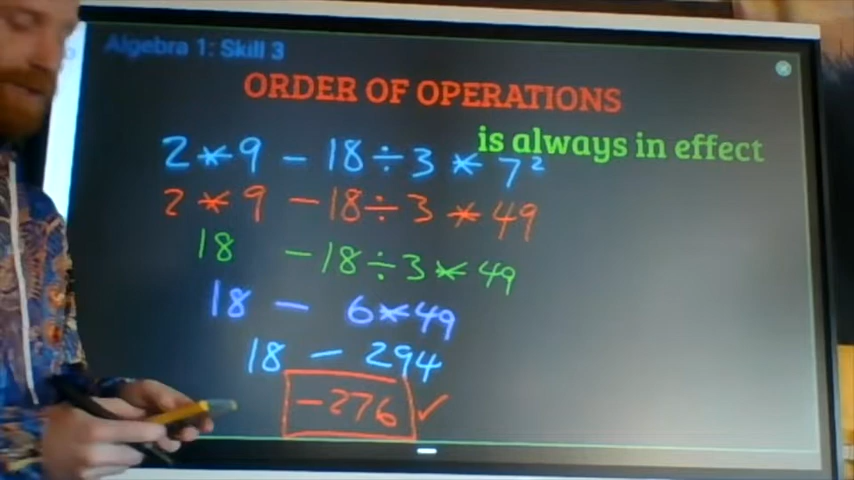 Algebra 1: Skill 3
ORDER OF OPERATIONS
is always in effect
2 * 9 - 18 ÷ 3 * 7²
2 * 9 - 18 ÷ 3 * 49
18 - 18 ÷ 3 * 49
18 - 6 * 49
18 - 294
-276 ✓